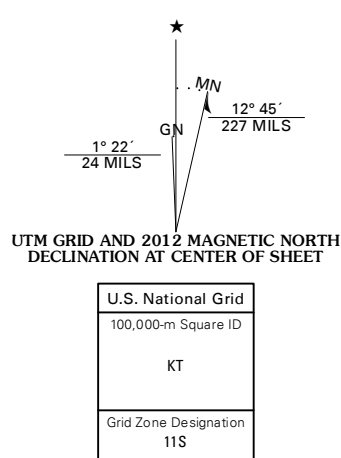 ★
MN
GN
12° 45´
227 MILS
1° 22´
24 MILS
UTM GRID AND 2012 MAGNETIC NORTH
DECLINATION AT CENTER OF SHEET
U.S. National Grid
100,000-m Square ID
KT
Grid Zone Designation
11S